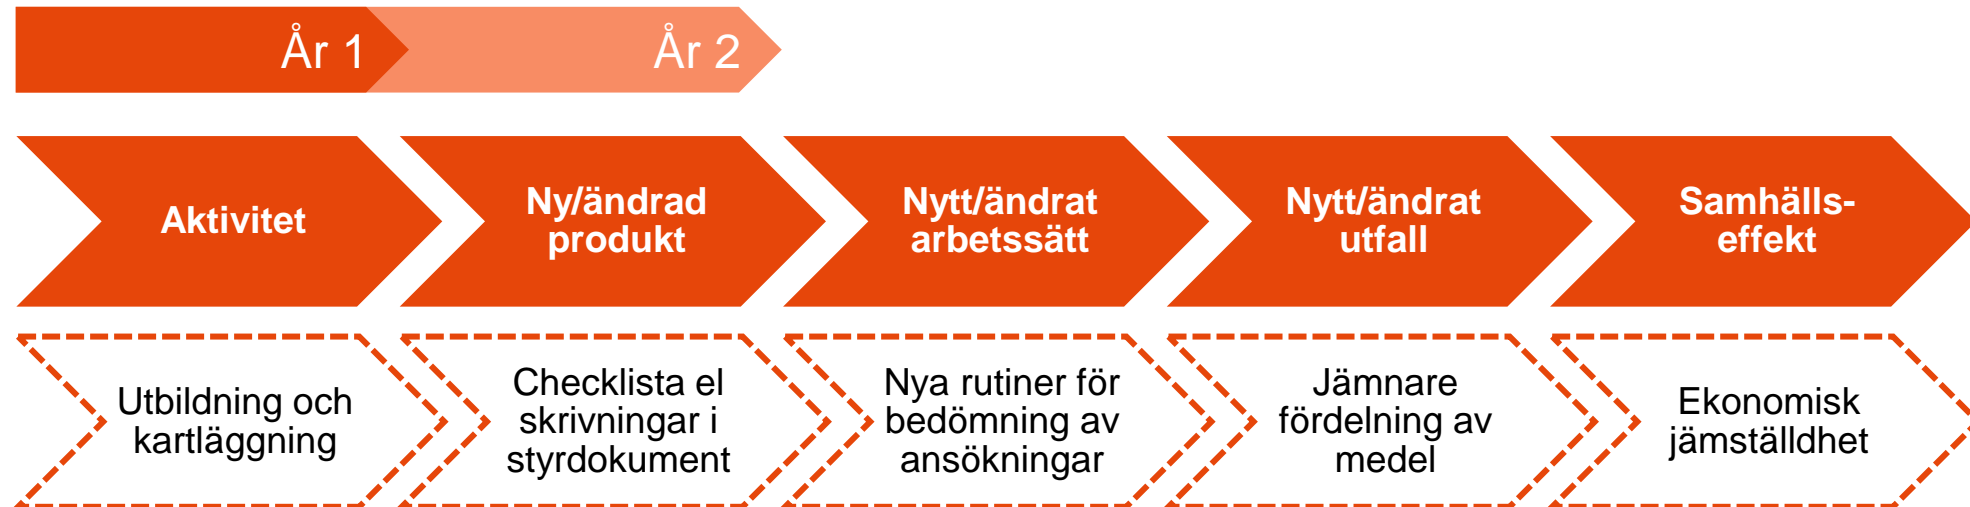 År 1
År 2
Aktivitet
Ny/ändrad
produkt
Nytt/ändrat
arbetssätt
Nytt/ändrat
utfall
Samhälls-
effekt
Utbildning och
kartläggning
Checklista el
skrivningar i
styrdokument
Nya rutiner för
bedömning av
ansökningar
Jämnare
fördelning av
medel
Ekonomisk
jämställdhet